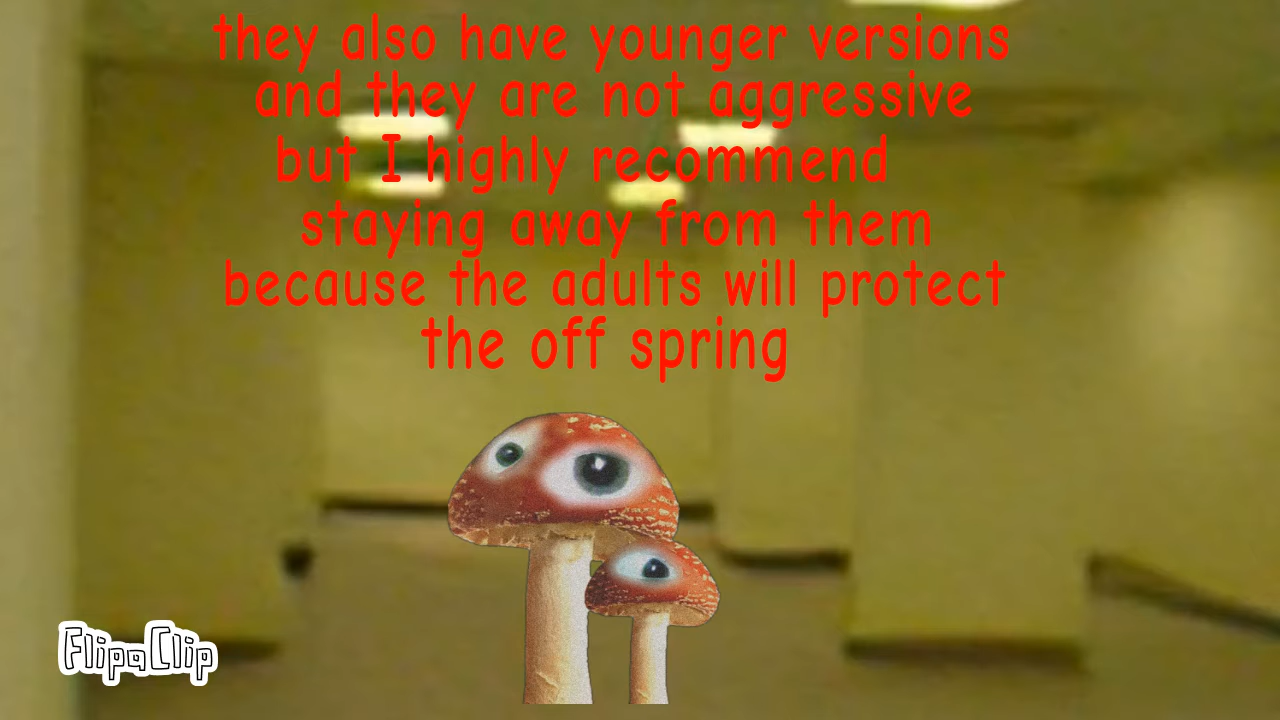 they also have younger versions
and they are not aggressive
but I highly recommend
staying away from them
because the adults will protect
the off spring
FlipaClip